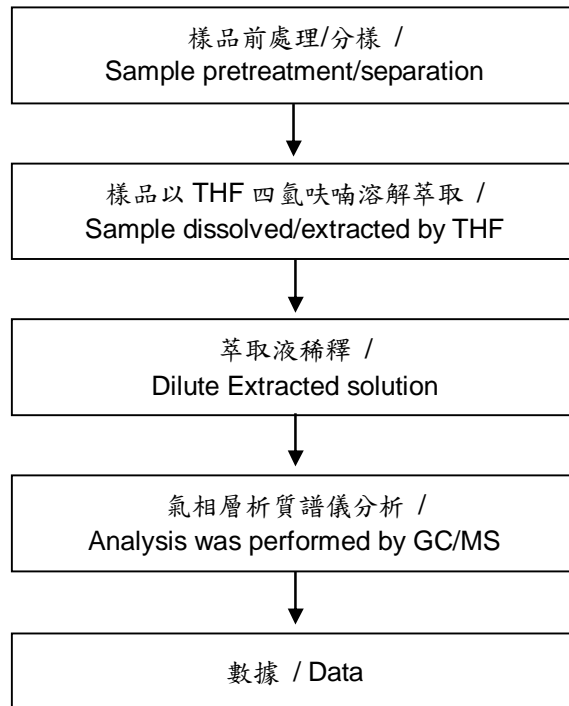 樣品前處理/分樣 /
Sample pretreatment/separation
樣品以 THF 四氫呋喃溶解萃取 /
Sample dissolved/extracted by THF
萃取液稀釋 /
Dilute Extracted solution
氣相層析質譜儀分析 /
Analysis was performed by GC/MS
數據 / Data